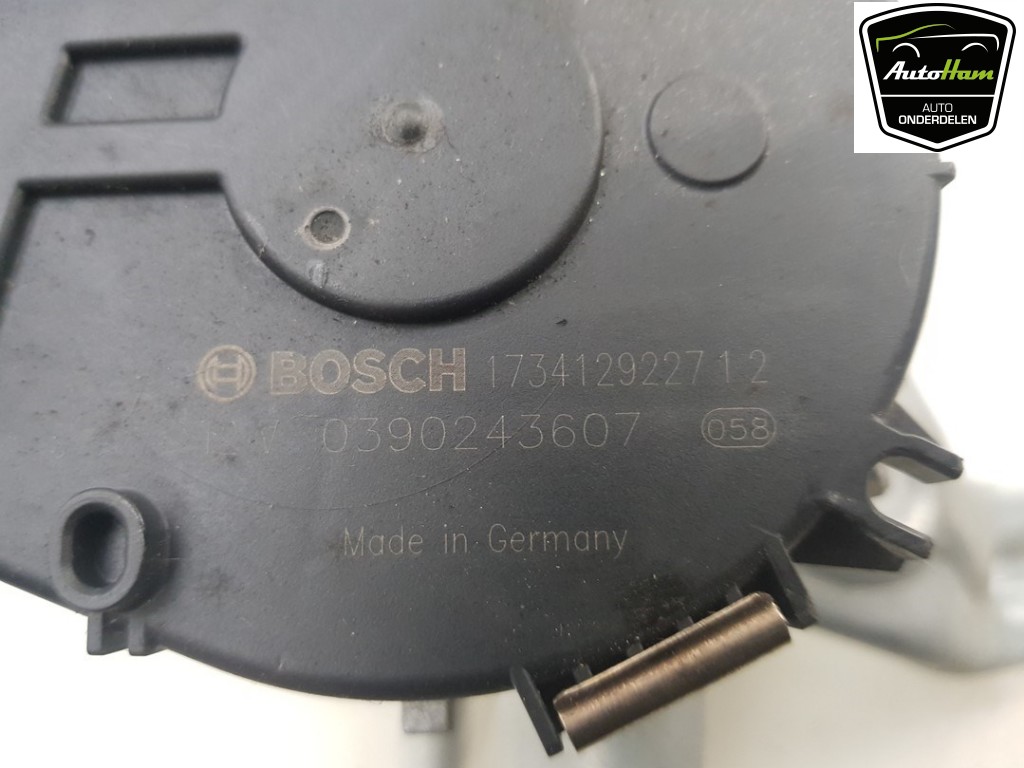 AutoHam
AUTO
ONDERDELEN
BOSCH 1734129227 1 2
0390243607 058
Made in Germany